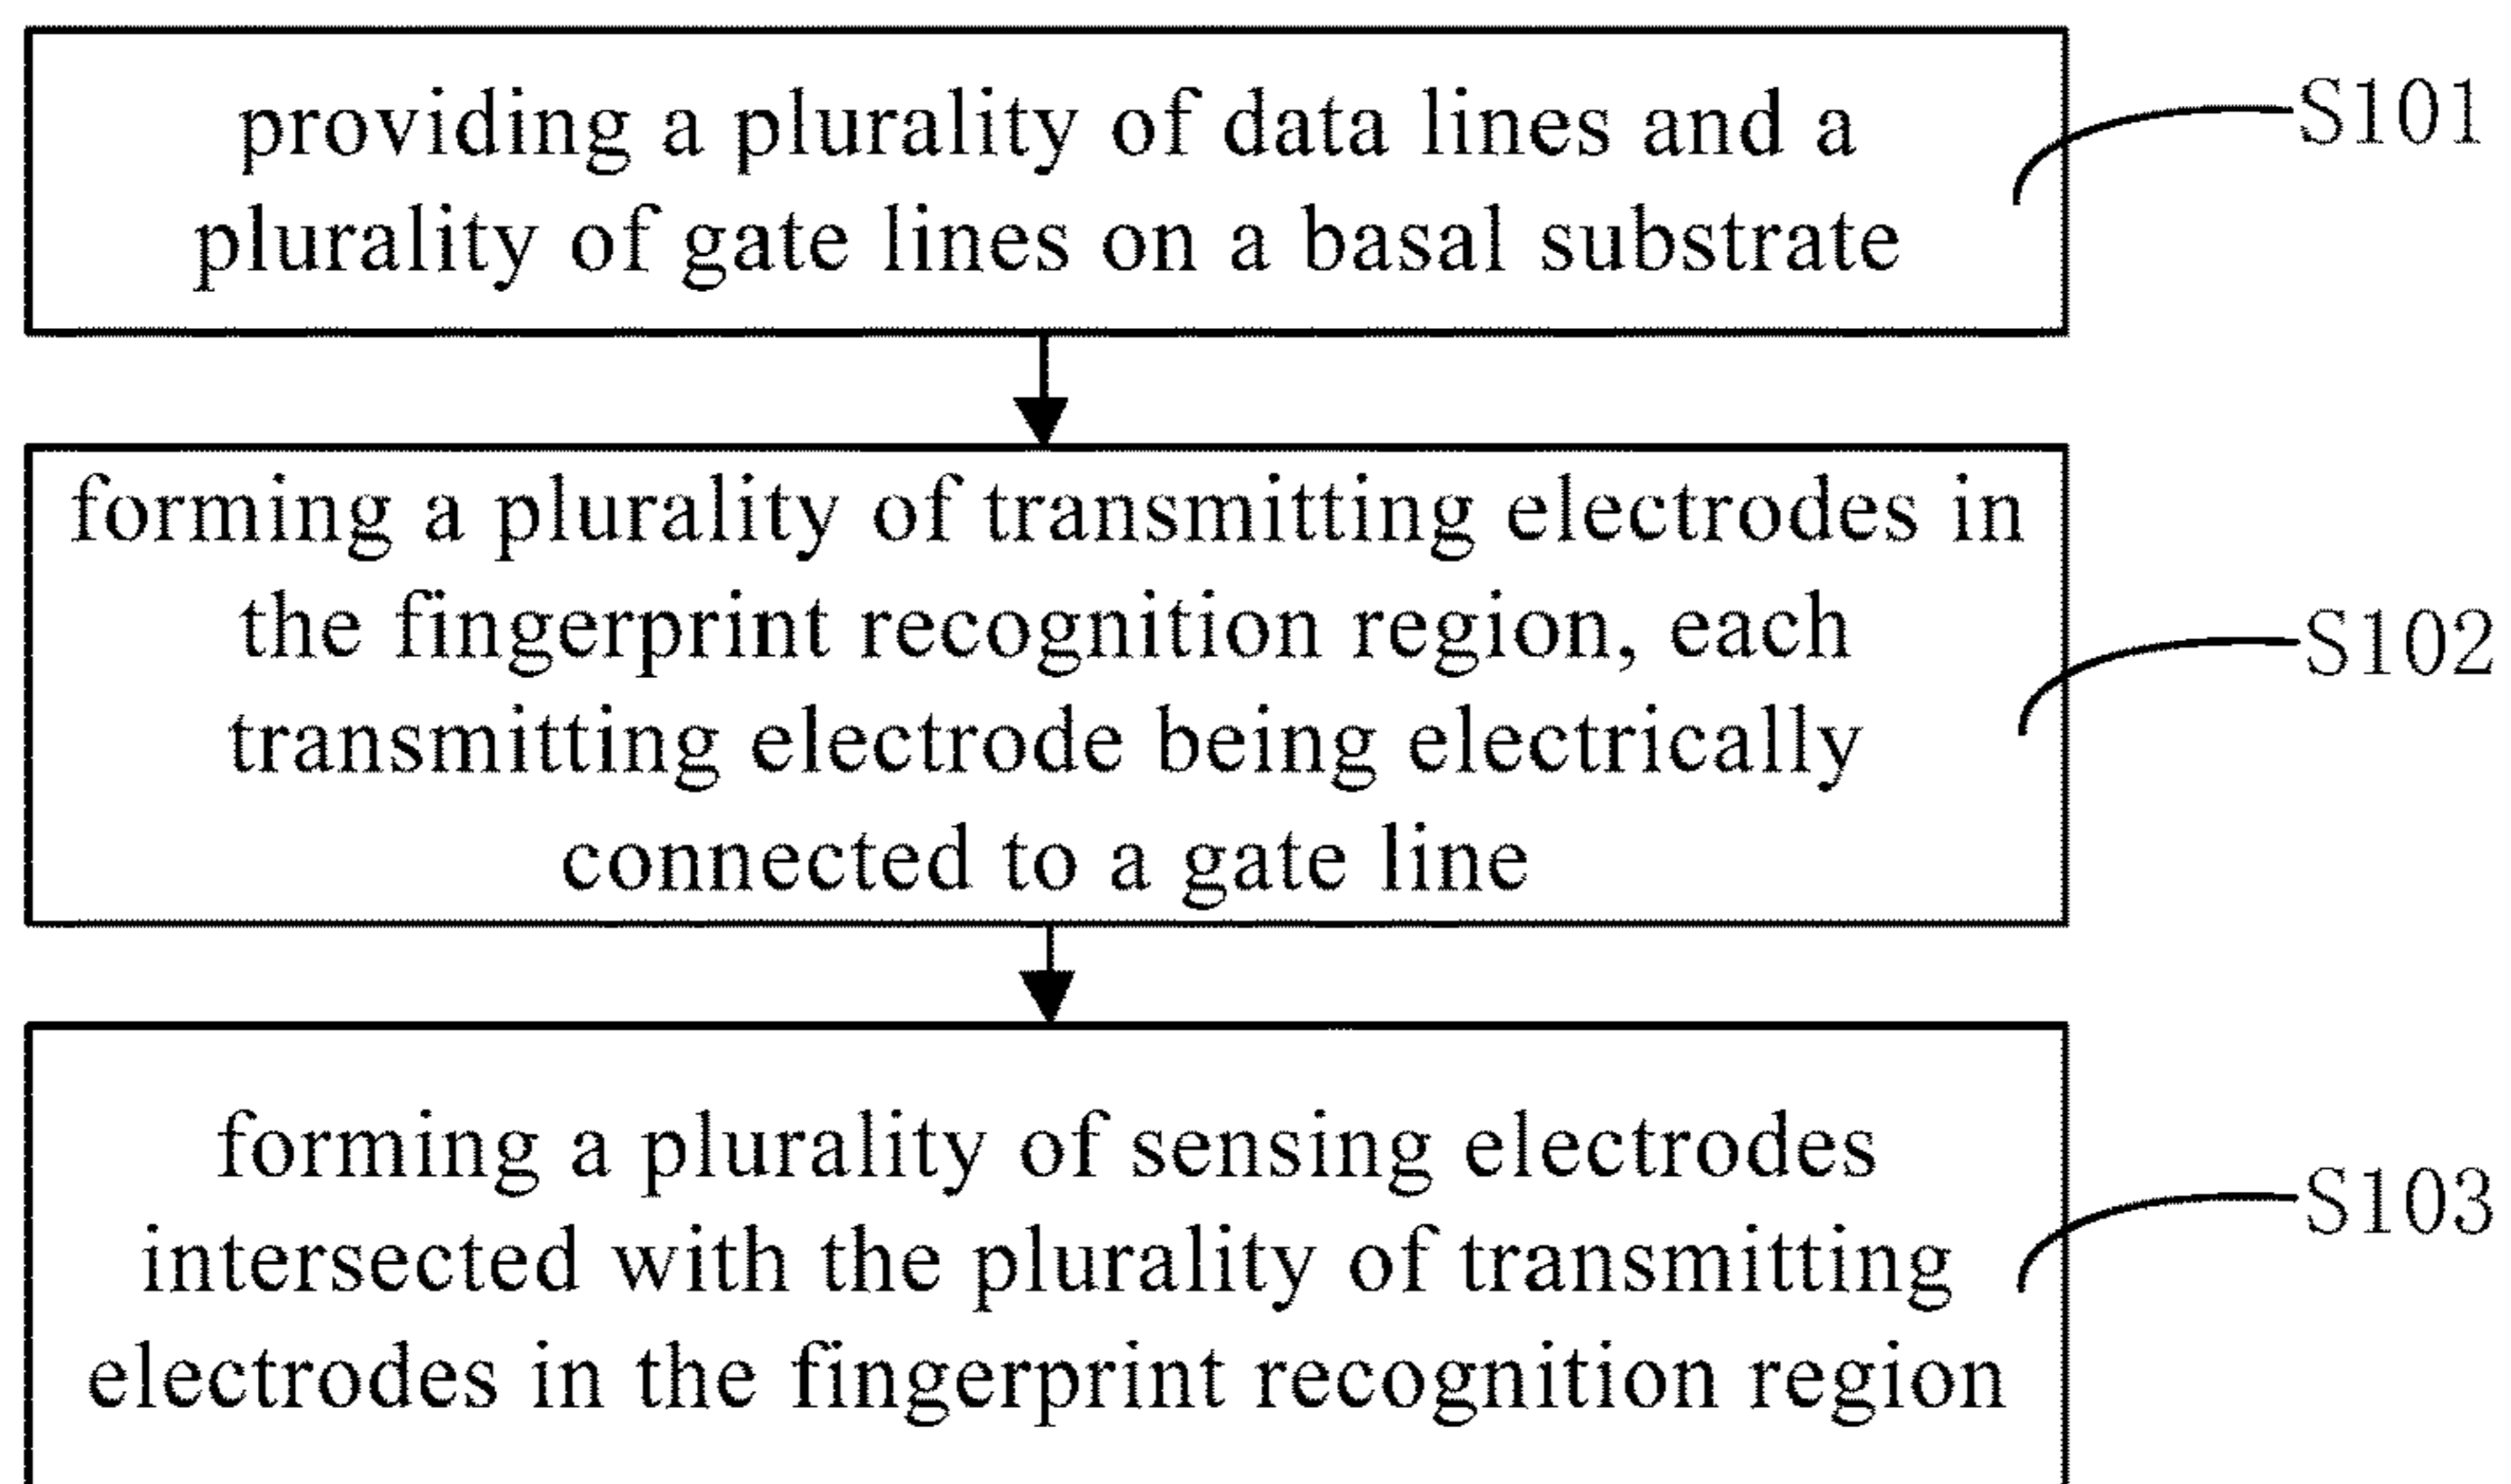 providing a plurality of data lines and a
plurality of gate lines on a basal substrate
S101
forming a plurality of transmitting electrodes in
the fingerprint recognition region, each
transmitting electrode being electrically
connected to a gate line
S102
forming a plurality of sensing electrodes
intersected with the plurality of transmitting
electrodes in the fingerprint recognition region
S103